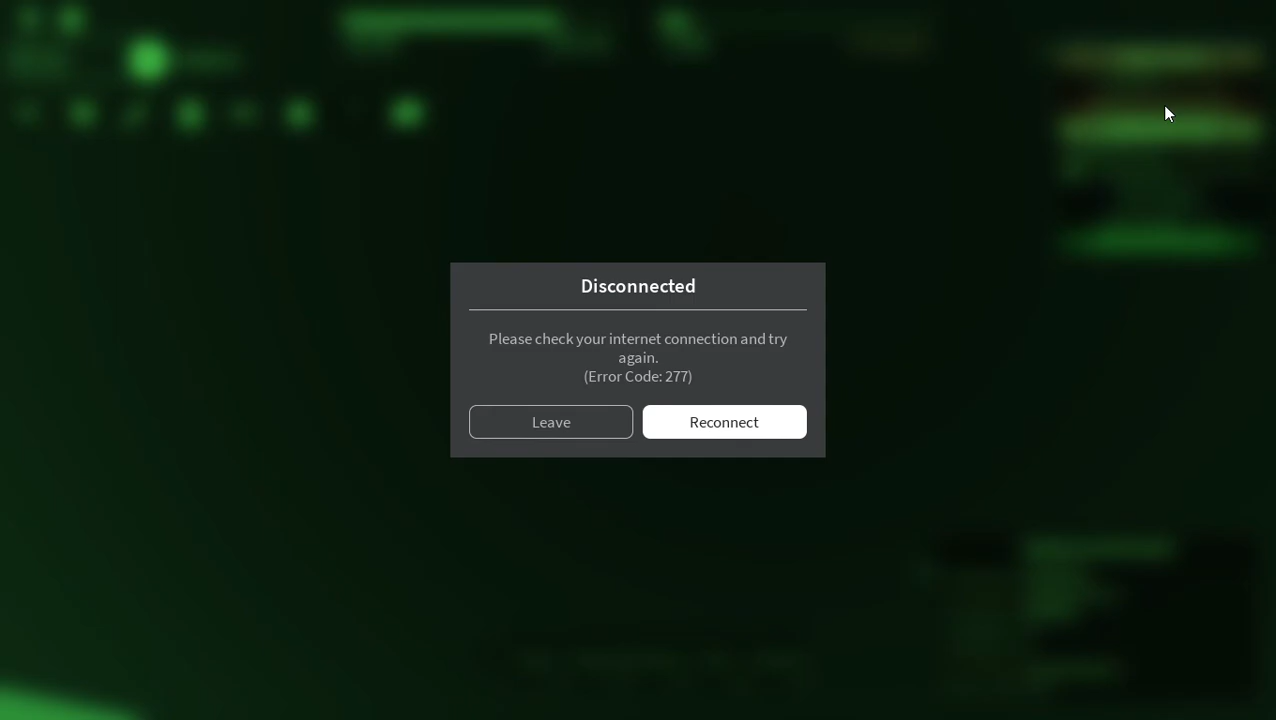 Disconnected
Please check your internet connection and try
again.
(Error Code: 277)
Leave
Reconnect